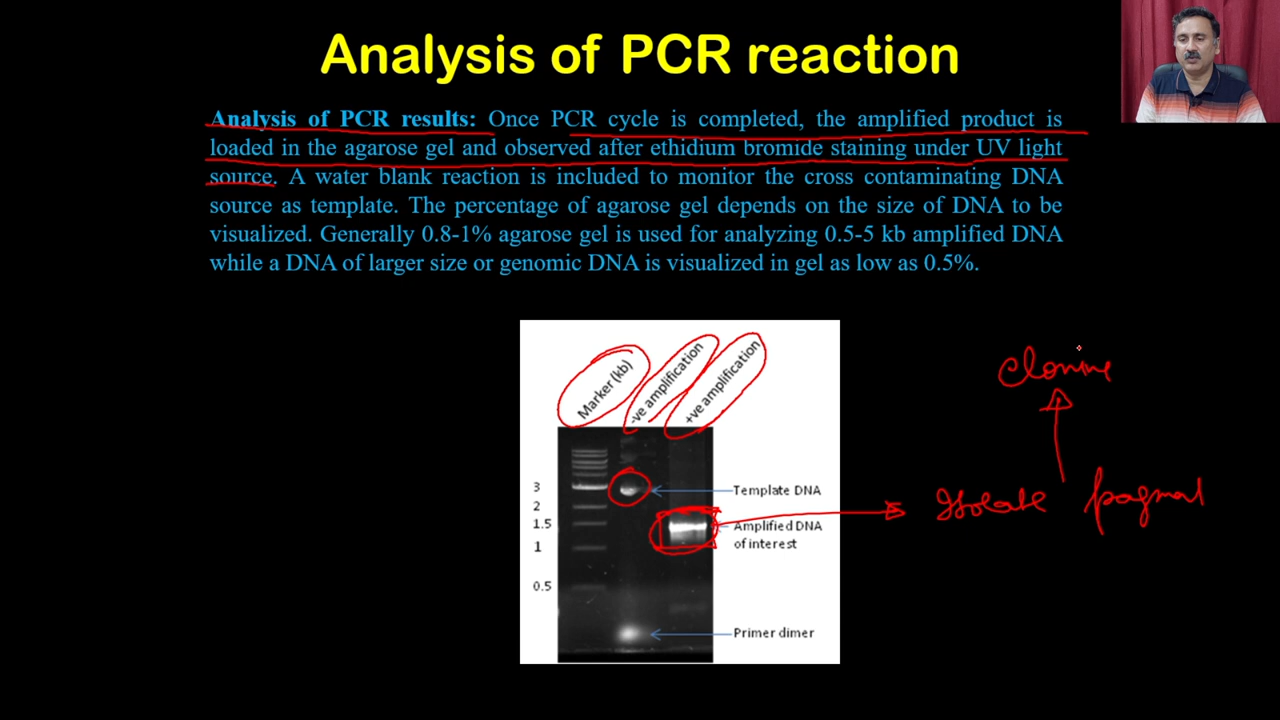 Analysis of PCR reaction
Analysis of PCR results: Once PCR cycle is completed, the amplified product is
loaded in the agarose gel and observed after ethidium bromide staining under UV light
source. A water blank reaction is included to monitor the cross contaminating DNA
source as template. The percentage of agarose gel depends on the size of DNA to be
visualized. Generally 0.8-1% agarose gel is used for analyzing 0.5-5 kb amplified DNA
while a DNA of larger size or genomic DNA is visualized in gel as low as 0.5%.
Marker (kb)
-ve amplification
+ve amplification
3
2
1.5
1
0.5
Template DNA
Amplified DNA
of interest
Primer dimer
Isolate